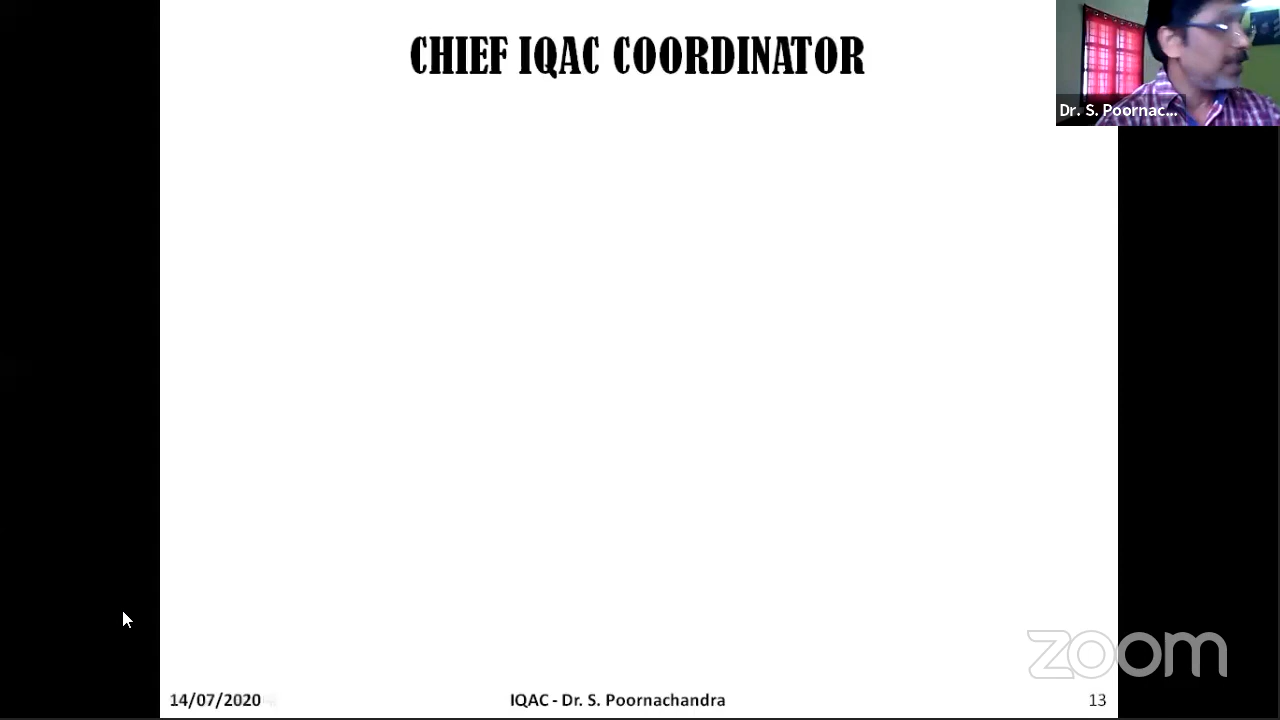 CHIEF IQAC COORDINATOR
Dr. S. Poornac...
zoom
14/07/2020
IQAC - Dr. S. Poornachandra
13